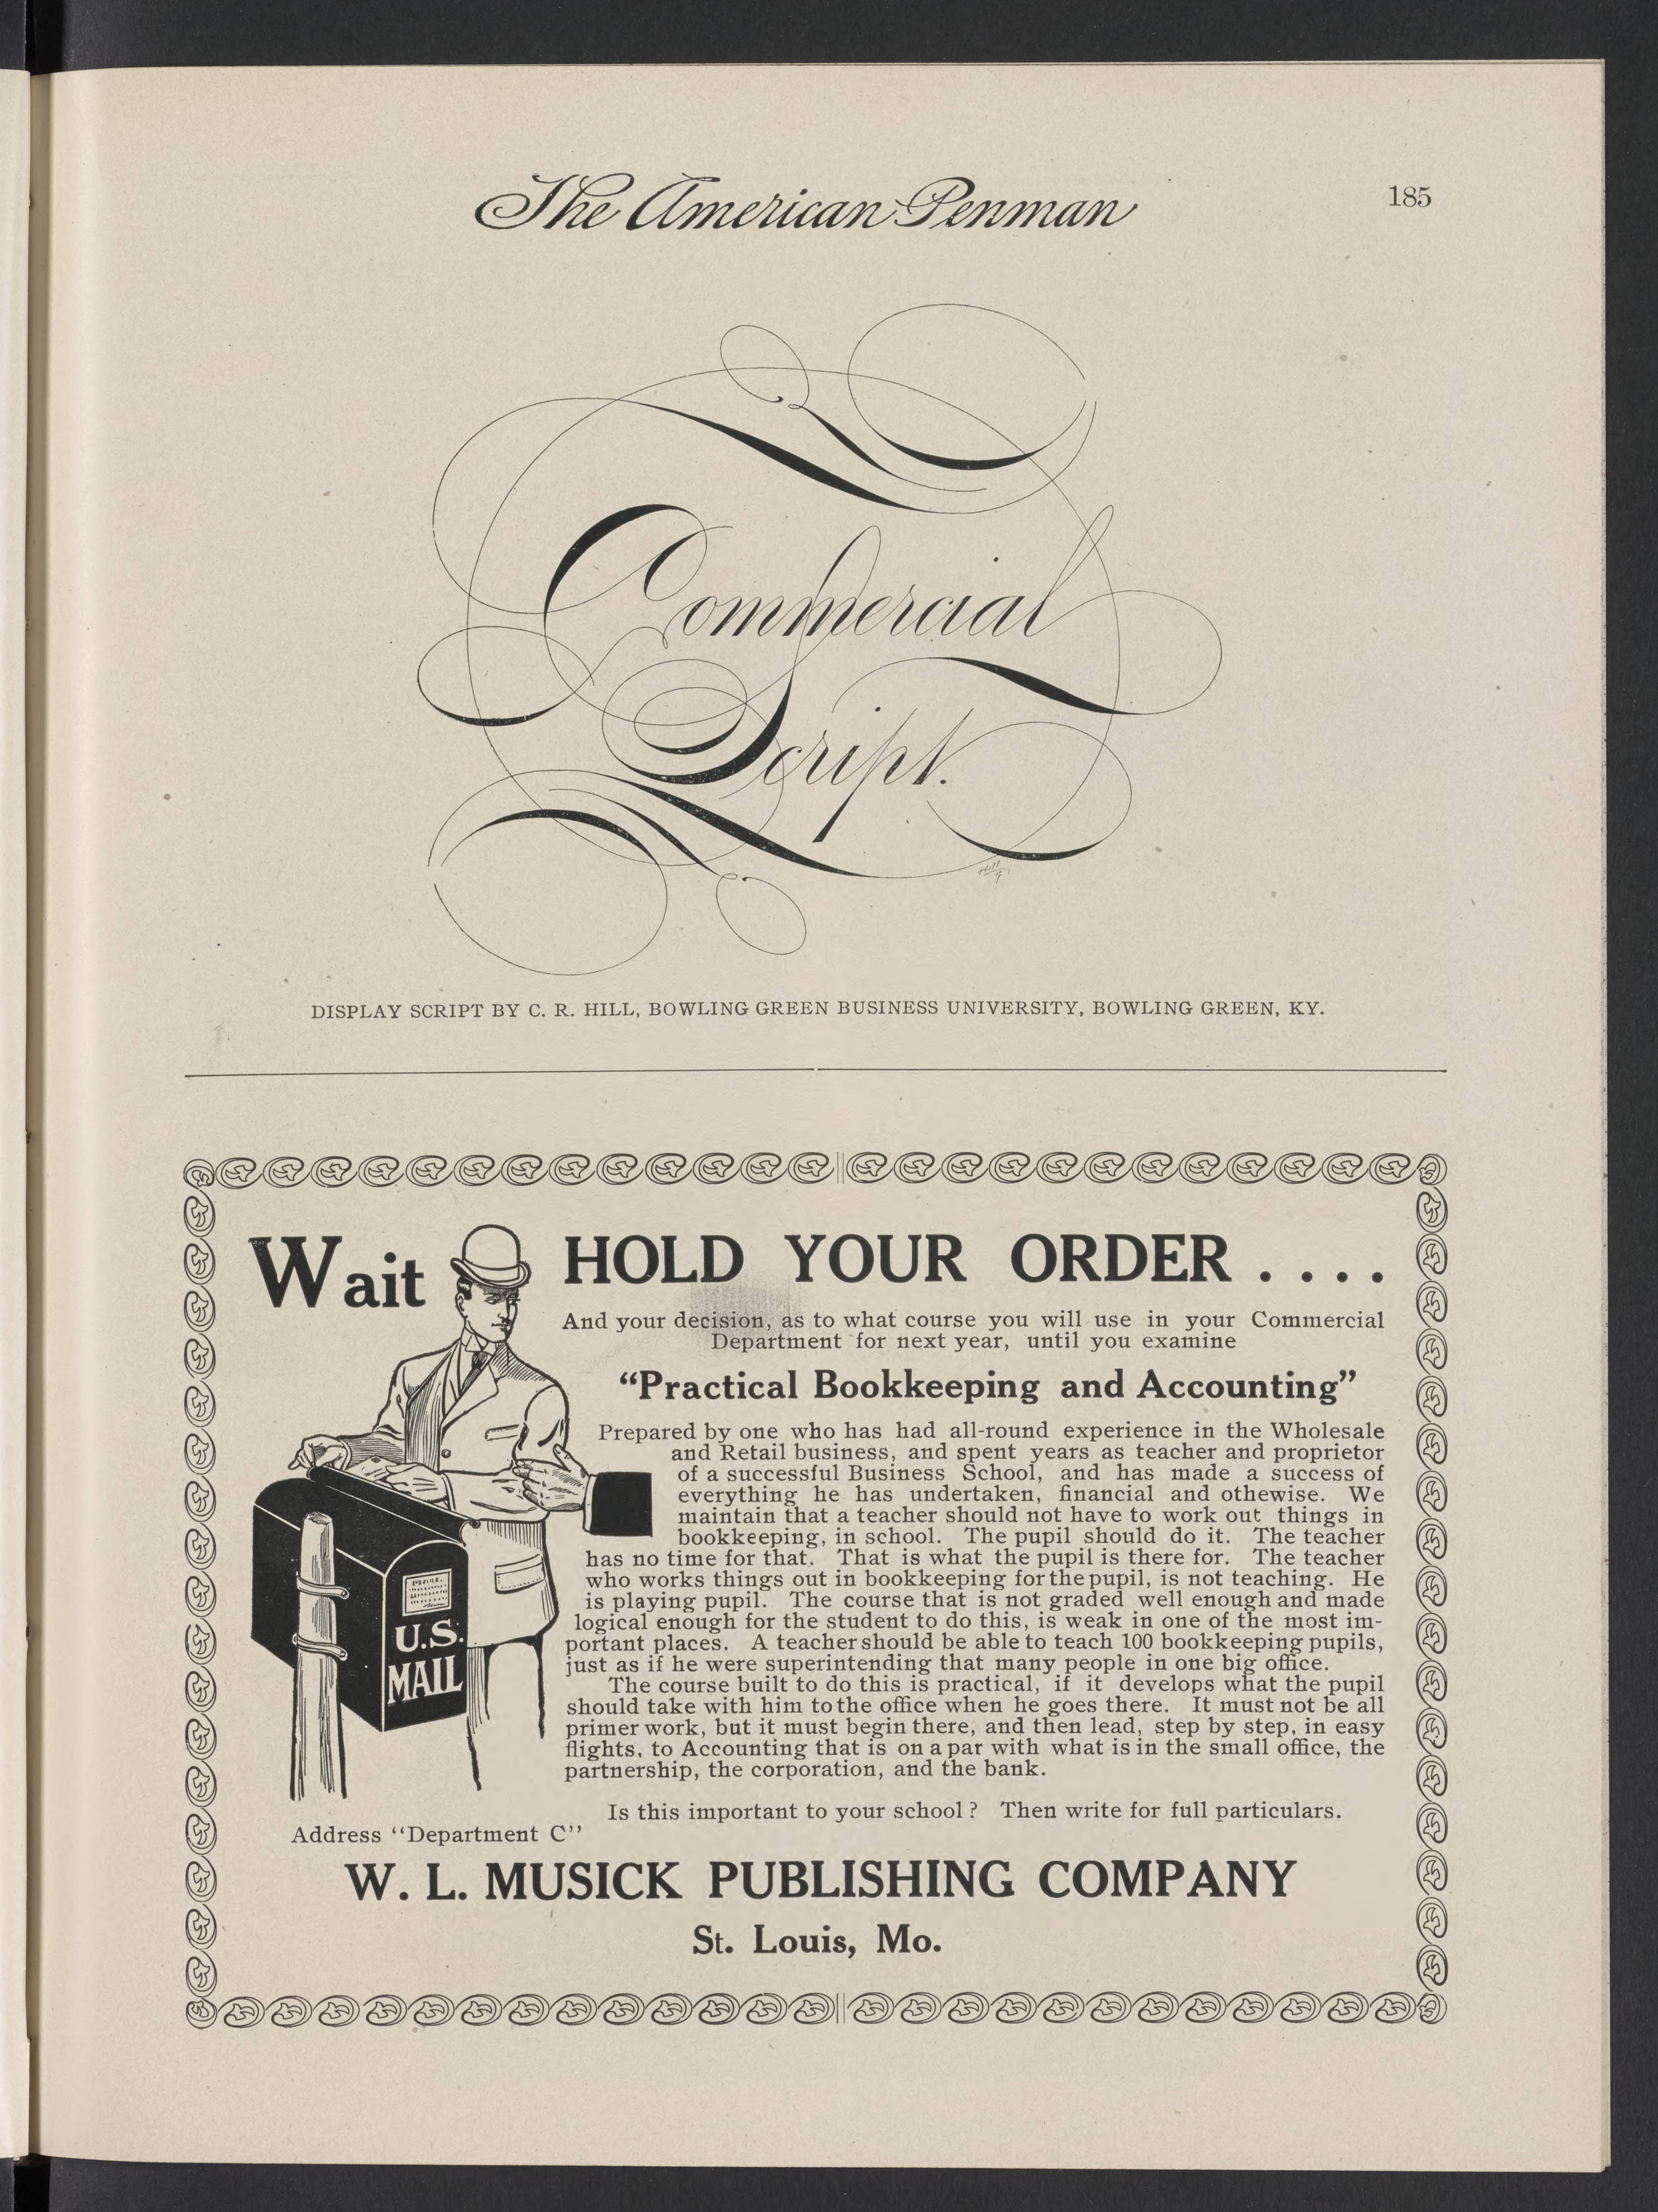 The American Penman
185
Commercial
Script.
Hill
DISPLAY SCRIPT BY C. R. HILL, BOWLING GREEN BUSINESS UNIVERSITY, BOWLING GREEN, KY.
Wait HOLD YOUR ORDER . . . .
And your decision, as to what course you will use in your Commercial
Department for next year, until you examine
“Practical Bookkeeping and Accounting”
Prepared by one who has had all-round experience in the Wholesale
and Retail business, and spent years as teacher and proprietor
of a successful Business School, and has made a success of
everything he has undertaken, financial and othewise. We
maintain that a teacher should not have to work out things in
bookkeeping, in school. The pupil should do it. The teacher
has no time for that. That is what the pupil is there for. The teacher
who works things out in bookkeeping for the pupil, is not teaching. He
is playing pupil. The course that is not graded well enough and made
logical enough for the student to do this, is weak in one of the most im-
portant places. A teacher should be able to teach 100 bookkeeping pupils,
just as if he were superintending that many people in one big office.
The course built to do this is practical, if it develops what the pupil
should take with him to the office when he goes there. It must not be all
primer work, but it must begin there, and then lead, step by step, in easy
flights, to Accounting that is on a par with what is in the small office, the
partnership, the corporation, and the bank.
U.S.
MAIL
Is this important to your school? Then write for full particulars.
Address “Department C”
W. L. MUSICK PUBLISHING COMPANY
St. Louis, Mo.